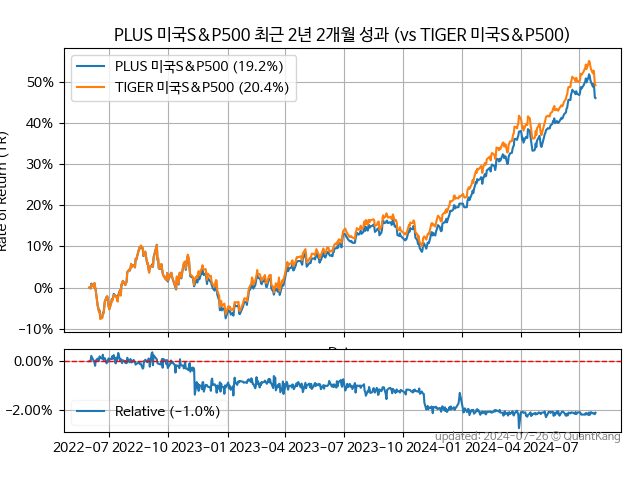 PLUS 미국S&P500 최근 2년 2개월 성과 (vs TIGER 미국S&P500)
PLUS 미국S&P500 (19.2%)
TIGER 미국S&P500 (20.4%)
Rate of Return (TR)
50%
40%
30%
20%
10%
0%
−10%
0.00%
−2.00%
Relative (−1.0%)
2022-07 2022-10 2023-01 2023-04 2023-07 2023-10 2024-01 2024-04 2024-07
updated: 2024-07-26 © QuantKang